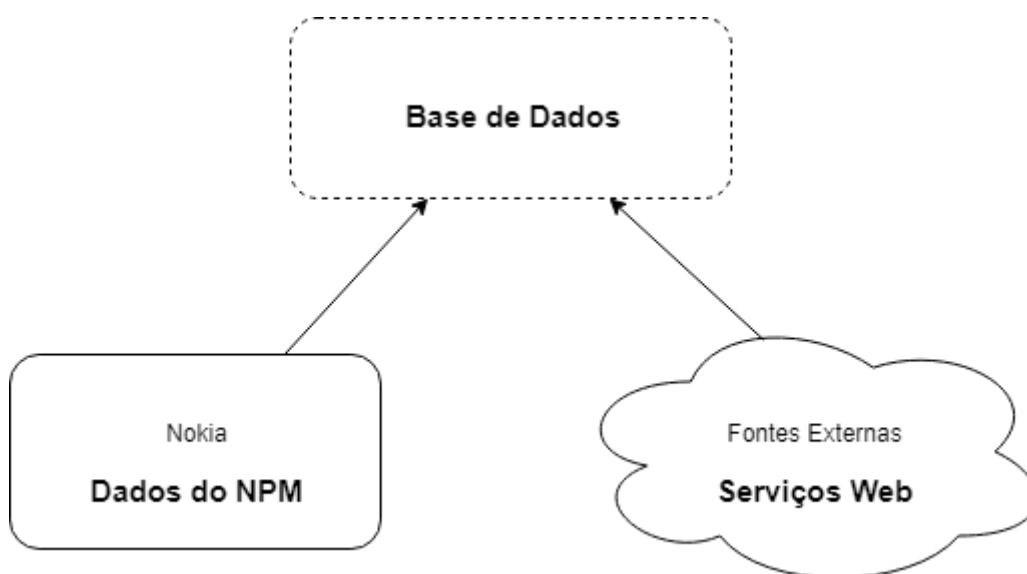 Base de Dados
Nokia
Dados do NPM
Fontes Externas
Serviços Web